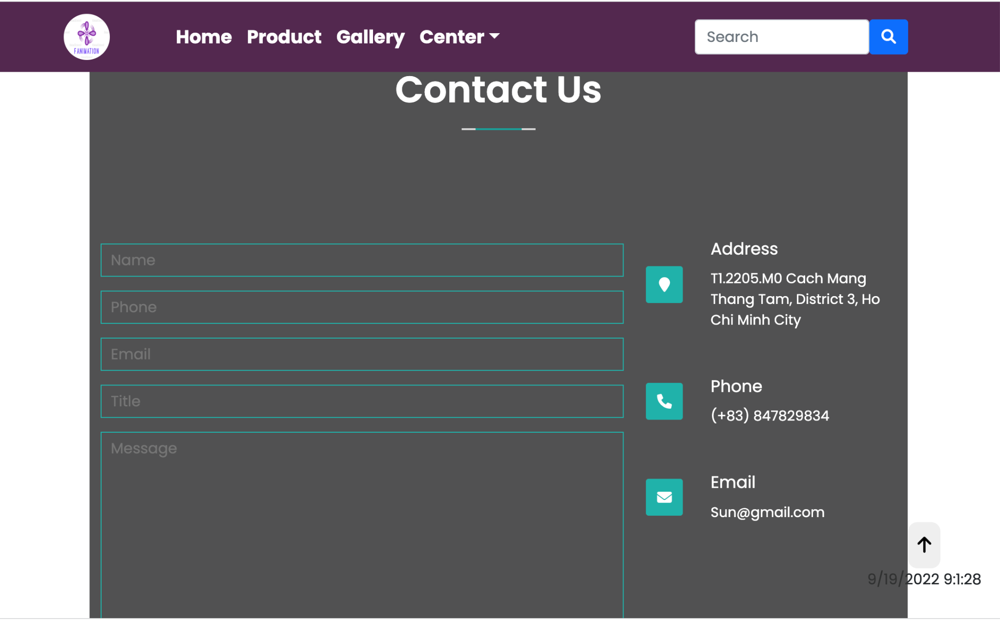 FANIMATION
Home Product Gallery Center
Search
Contact Us
Name
Phone
Email
Title
Message
Address
T1.2205.M0 Cach Mang
Thang Tam, District 3, Ho
Chi Minh City
Phone
(+83) 847829834
Email
Sun@gmail.com
9/19/2022 9:1:28